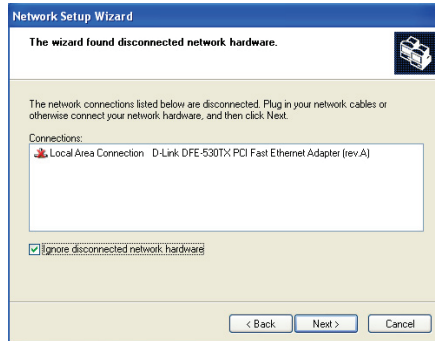 Network Setup Wizard
The wizard found disconnected network hardware.
The network connections listed below are disconnected. Plug in your network cables or
otherwise connect your network hardware, and then click Next.
Connections:
Local Area Connection D-Link DFE-530TX PCI Fast Ethernet Adapter (rev.A)
Ignore disconnected network hardware
< Back Next > Cancel